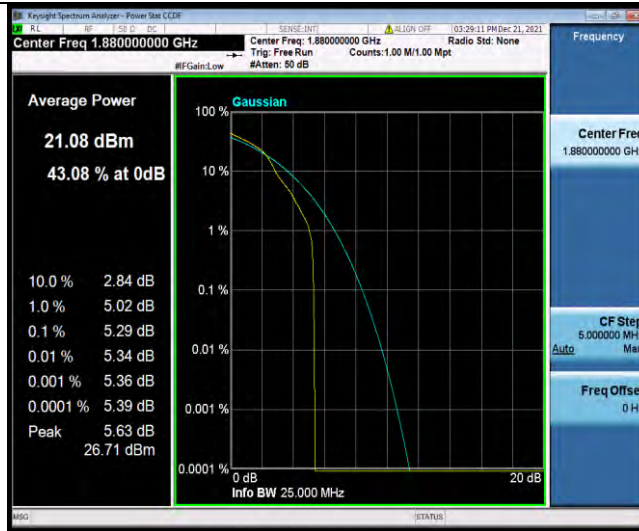 Keysight Spectrum Analyzer - Power Stat CCDF
RL RF 50 Ω DC SENSE:INT ALIGN OFF 03:29:11 PM Dec 21, 2021
Center Freq 1.880000000 GHz
Center Freq: 1.880000000 GHz Radio Std: None
Trig: Free Run Counts:1.00 M/1.00 Mpt
#IFGain:Low #Atten: 50 dB
Frequency
Average Power
21.08 dBm
43.08 % at 0dB
10.0 % 2.84 dB
1.0 % 5.02 dB
0.1 % 5.29 dB
0.01 % 5.34 dB
0.001 % 5.36 dB
0.0001 % 5.39 dB
Peak 5.63 dB
26.71 dBm
Gaussian
100 %
10 %
1 %
0.1 %
0.01 %
0.001 %
0.0001 %
0 dB 20 dB
Info BW 25.000 MHz
Center Fre
1.880000000 GH
CF Step
5.000000 MH
Auto Ma
Freq Offse
0 H
MSG STATUS